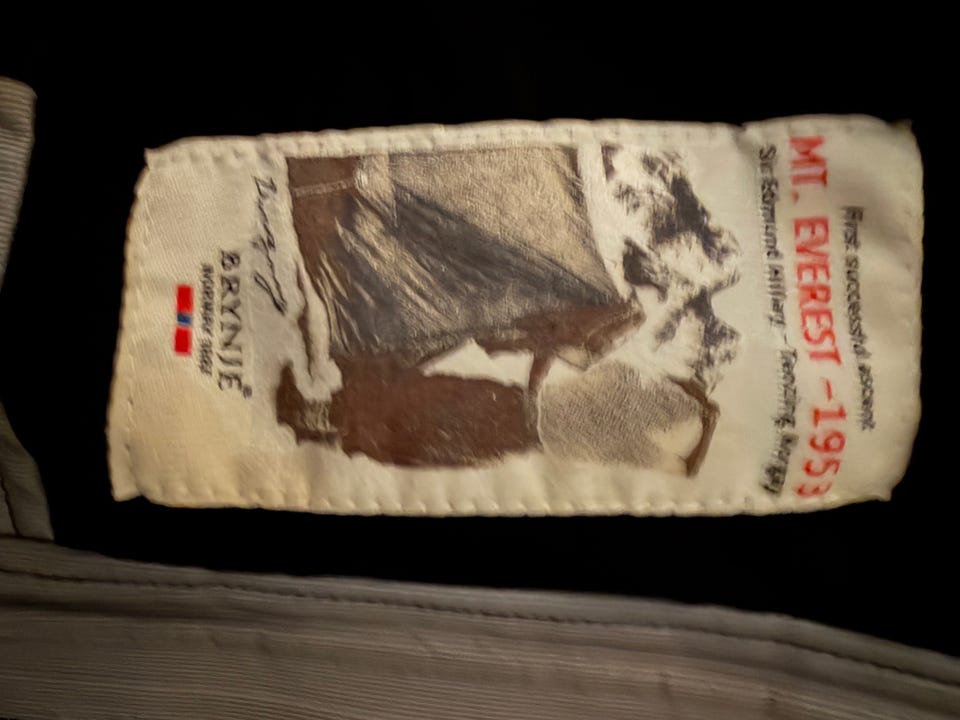 First successful ascent
MT. EVEREST - 1953
Sir Edmund Hillary - Tenzing Norgay
BRYNJE®
NORWAY 1887